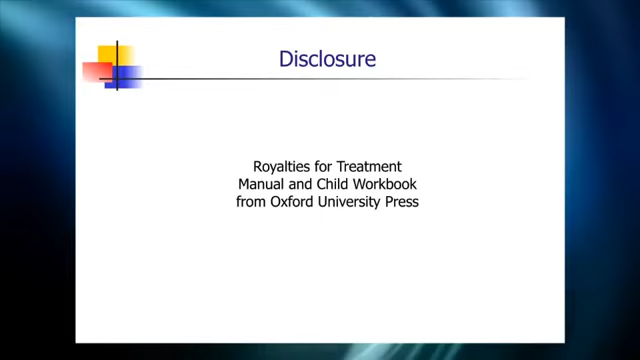 Disclosure
Royalties for Treatment
Manual and Child Workbook
from Oxford University Press